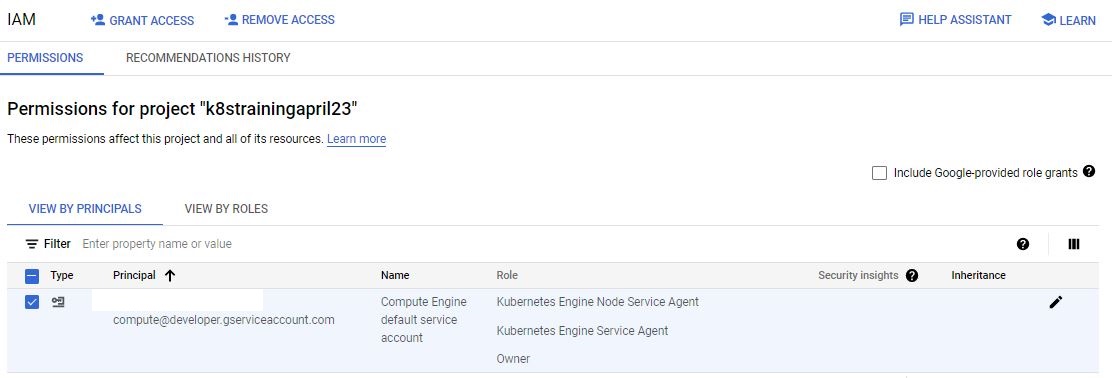 IAM GRANT ACCESS REMOVE ACCESS HELP ASSISTANT LEARN
PERMISSIONS RECOMMENDATIONS HISTORY
Permissions for project "k8strainingapril23"
These permissions affect this project and all of its resources. Learn more
Include Google-provided role grants
VIEW BY PRINCIPALS VIEW BY ROLES
Filter Enter property name or value
Type Principal Name Role Security insights Inheritance
Compute Engine Kubernetes Engine Node Service Agent
compute@developer.gserviceaccount.com default service
account Kubernetes Engine Service Agent
Owner